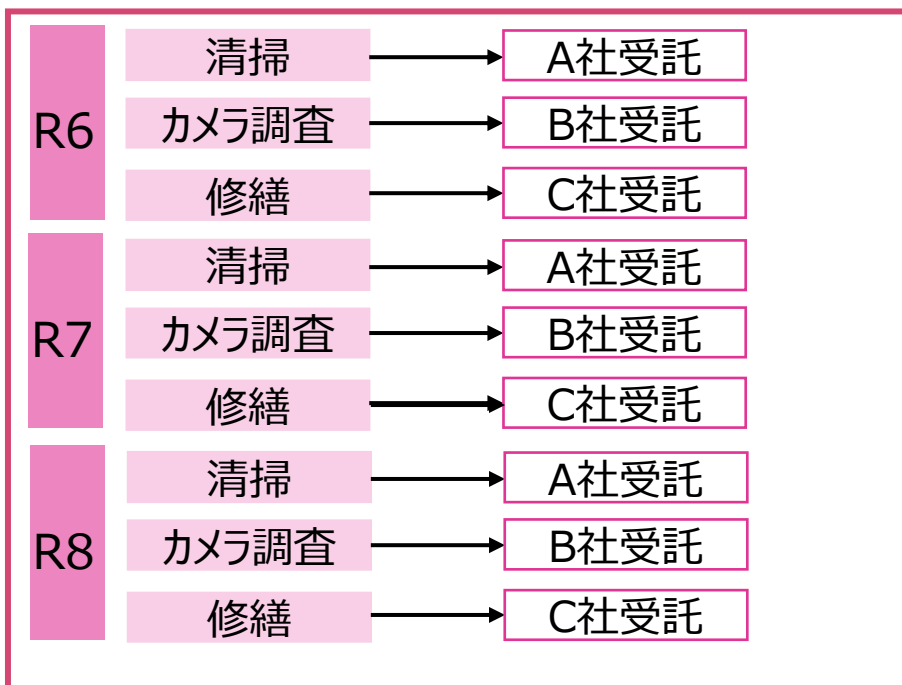 R6
清掃
A社受託
カメラ調査
B社受託
修繕
C社受託
R7
清掃
A社受託
カメラ調査
B社受託
修繕
C社受託
R8
清掃
A社受託
カメラ調査
B社受託
修繕
C社受託